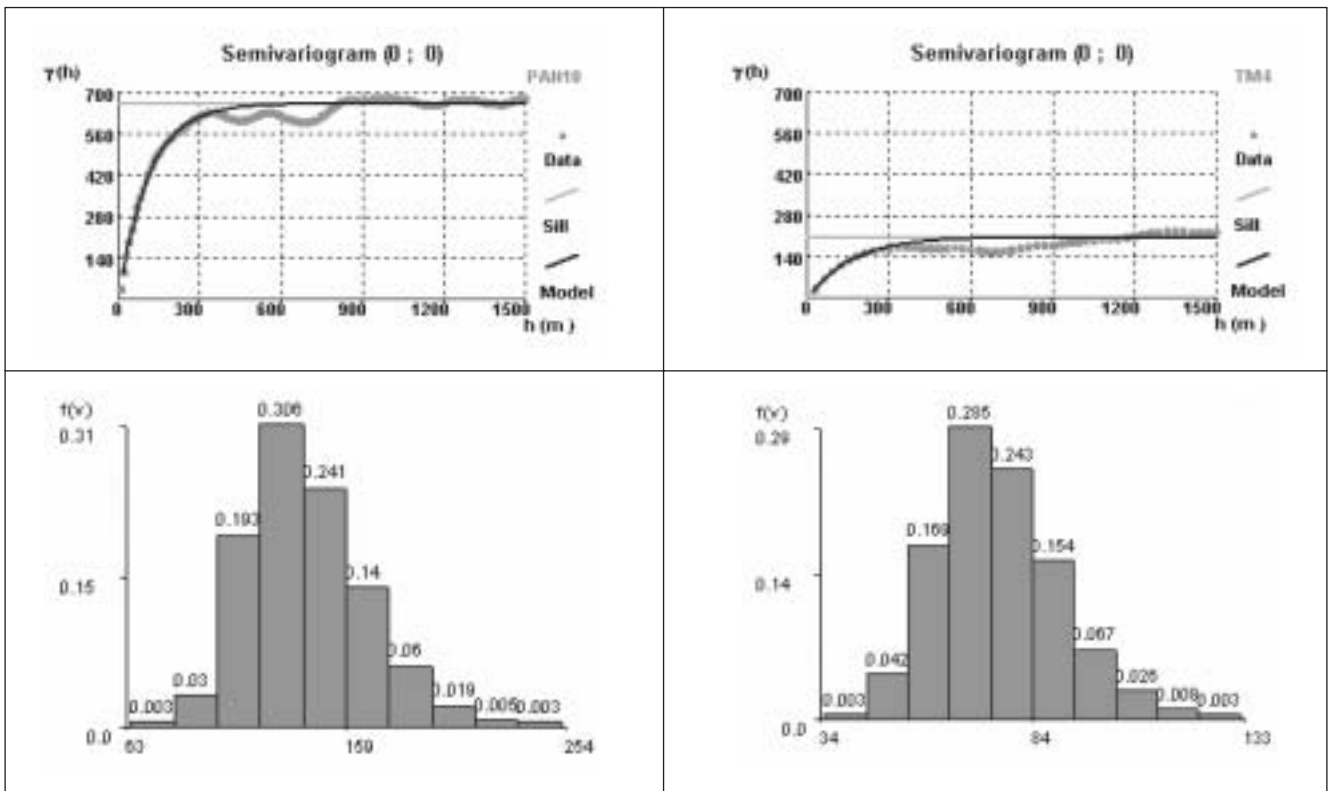 Semivariogram (0 ; 0)
γ(h)
PAN10
700
560
420
280
140
0 300 600 900 1200 1500
h (m )
Data
Sill
Model
Semivariogram (0 ; 0)
γ(h)
TM4
700
560
420
280
140
0 300 600 900 1200 1500
h (m )
Data
Sill
Model
f(v)
0.31
0.15
0.0
0.003
0.03
0.193
0.306
0.241
0.14
0.06
0.019
0.005
0.003
63 159 254
f(v)
0.29
0.14
0.0
0.003
0.042
0.169
0.285
0.243
0.154
0.067
0.026
0.009
0.003
34 84 133